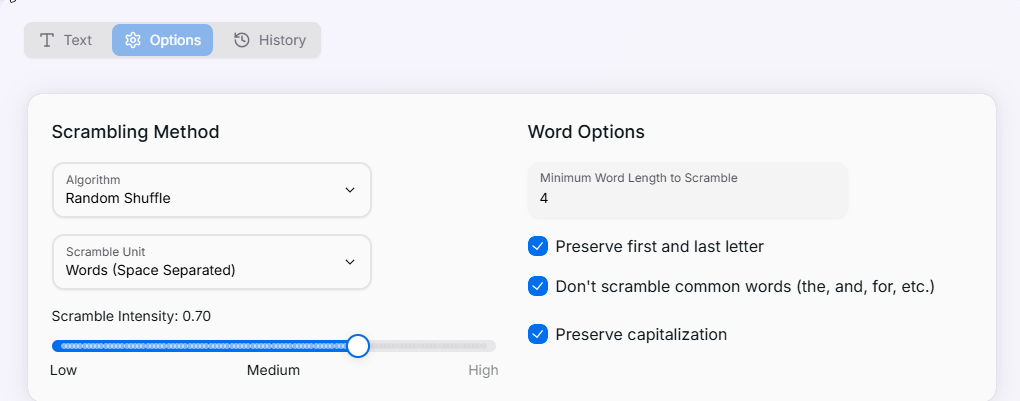 Text Options History
Scrambling Method
Algorithm
Random Shuffle
Scramble Unit
Words (Space Separated)
Scramble Intensity: 0.70
Low Medium High
Word Options
Minimum Word Length to Scramble
4
Preserve first and last letter
Don't scramble common words (the, and, for, etc.)
Preserve capitalization